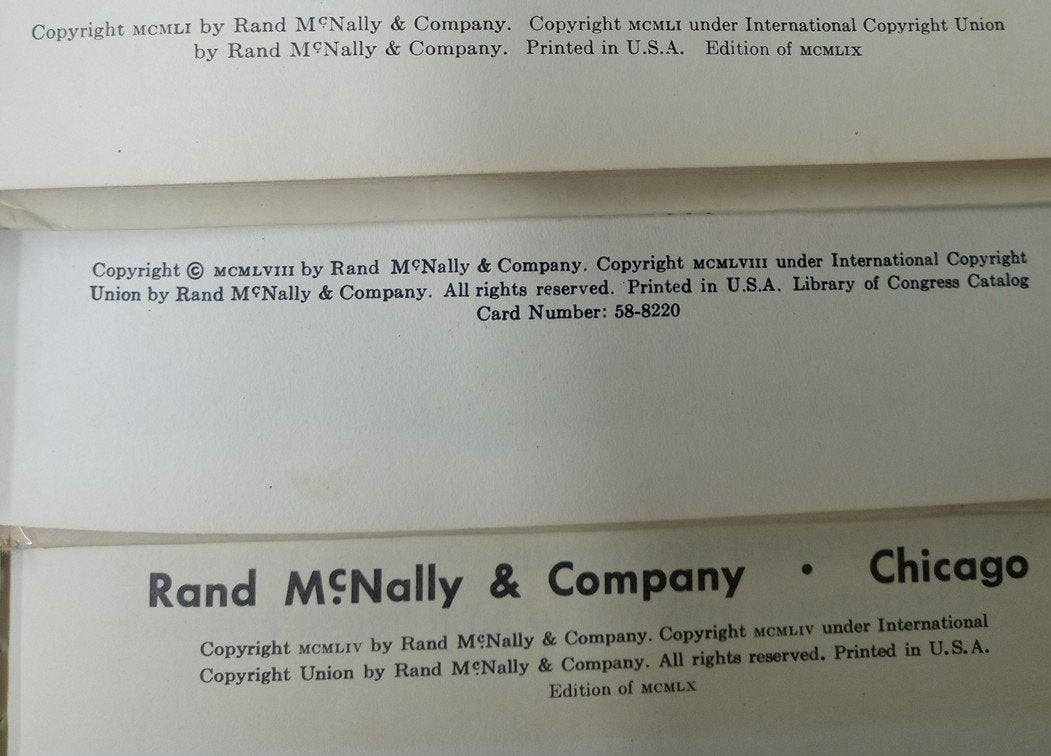 Copyright MCMLI by Rand McNally & Company. Copyright MCMLI under International Copyright Union
by Rand McNally & Company. Printed in U.S.A. Edition of MCMLIX
Copyright © MCMLVIII by Rand McNally & Company. Copyright MCMLVIII under International Copyright
Union by Rand McNally & Company. All rights reserved. Printed in U.S.A. Library of Congress Catalog
Card Number: 58-8220
Rand McNally & Company • Chicago
Copyright MCMLIV by Rand McNally & Company. Copyright MCMLIV under International
Copyright Union by Rand McNally & Company. All rights reserved. Printed in U.S.A.
Edition of MCMLX